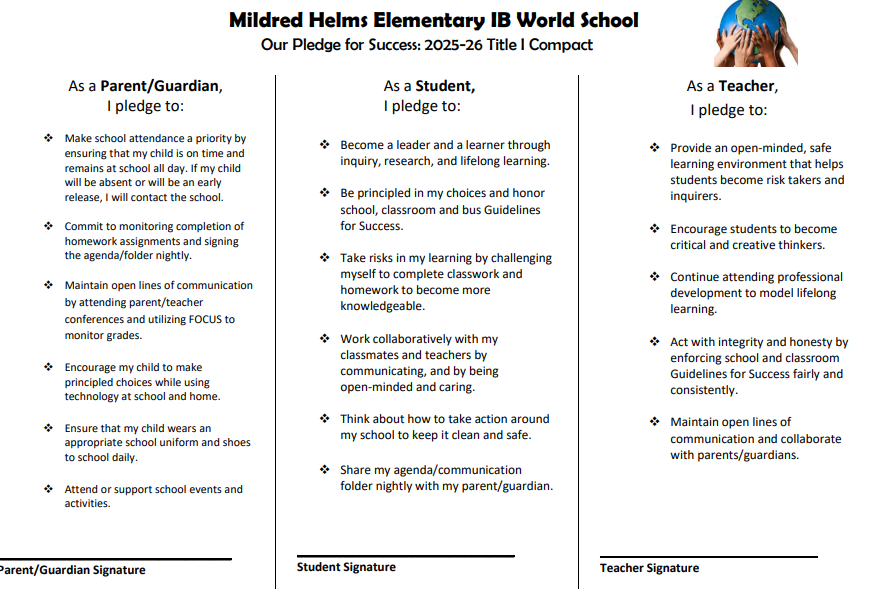 Mildred Helms Elementary IB World School
Our Pledge for Success: 2025-26 Title I Compact
As a Parent/Guardian,
I pledge to:
❖ Make school attendance a priority by
ensuring that my child is on time and
remains at school all day. If my child
will be absent or will be an early
release, I will contact the school.
❖ Commit to monitoring completion of
homework assignments and signing
the agenda/folder nightly.
❖ Maintain open lines of communication
by attending parent/teacher
conferences and utilizing FOCUS to
monitor grades.
❖ Encourage my child to make
principled choices while using
technology at school and home.
❖ Ensure that my child wears an
appropriate school uniform and shoes
to school daily.
❖ Attend or support school events and
activities.
Parent/Guardian Signature
As a Student,
I pledge to:
❖ Become a leader and a learner through
inquiry, research, and lifelong learning.
❖ Be principled in my choices and honor
school, classroom and bus Guidelines
for Success.
❖ Take risks in my learning by challenging
myself to complete classwork and
homework to become more
knowledgeable.
❖ Work collaboratively with my
classmates and teachers by
communicating, and by being
open-minded and caring.
❖ Think about how to take action around
my school to keep it clean and safe.
❖ Share my agenda/communication
folder nightly with my parent/guardian.
Student Signature
As a Teacher,
I pledge to:
❖ Provide an open-minded, safe
learning environment that helps
students become risk takers and
inquirers.
❖ Encourage students to become
critical and creative thinkers.
❖ Continue attending professional
development to model lifelong
learning.
❖ Act with integrity and honesty by
enforcing school and classroom
Guidelines for Success fairly and
consistently.
❖ Maintain open lines of
communication and collaborate
with parents/guardians.
Teacher Signature